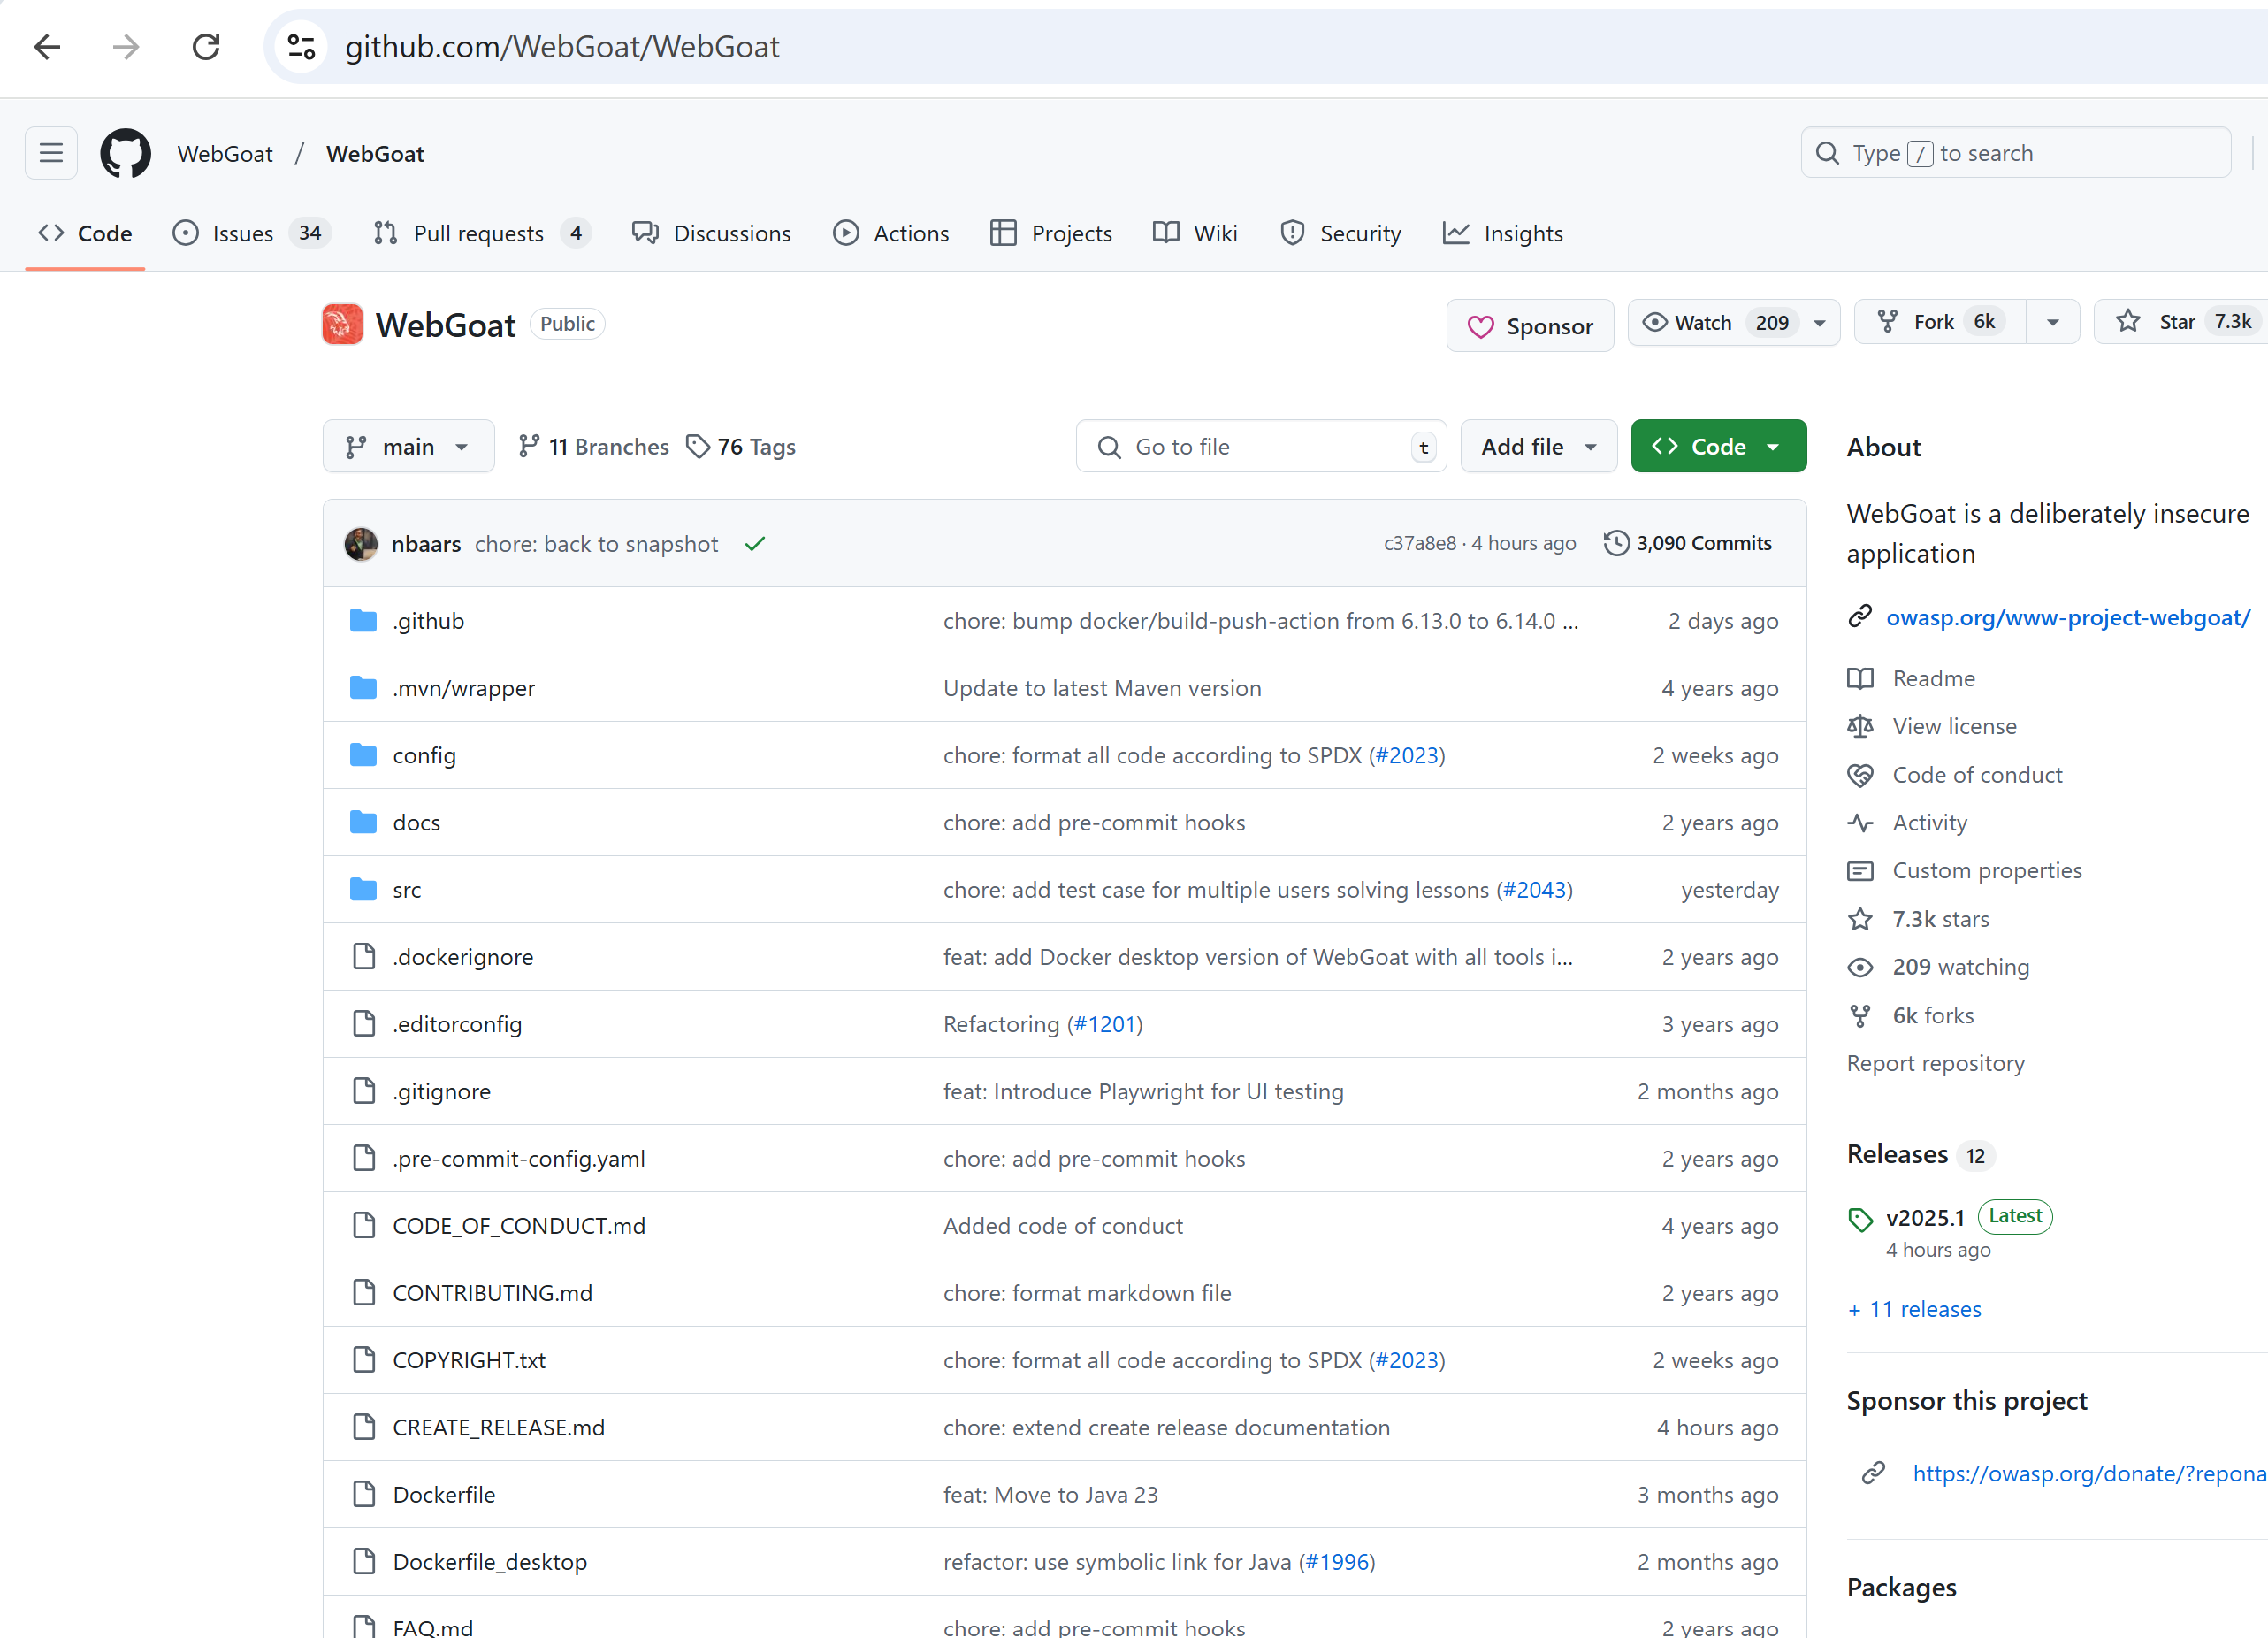 github.com/WebGoat/WebGoat
WebGoat / WebGoat
Type / to search
Code Issues 34 Pull requests 4 Discussions Actions Projects Wiki Security Insights
WebGoat Public
Sponsor Watch 209 Fork 6k Star 7.3k
main 11 Branches 76 Tags Go to file t Add file Code
nbaars chore: back to snapshot c37a8e8 · 4 hours ago 3,090 Commits
.github chore: bump docker/build-push-action from 6.13.0 to 6.14.0 ... 2 days ago
.mvn/wrapper Update to latest Maven version 4 years ago
config chore: format all code according to SPDX (#2023) 2 weeks ago
docs chore: add pre-commit hooks 2 years ago
src chore: add test case for multiple users solving lessons (#2043) yesterday
.dockerignore feat: add Docker desktop version of WebGoat with all tools i... 2 years ago
.editorconfig Refactoring (#1201) 3 years ago
.gitignore feat: Introduce Playwright for UI testing 2 months ago
.pre-commit-config.yaml chore: add pre-commit hooks 2 years ago
CODE_OF_CONDUCT.md Added code of conduct 4 years ago
CONTRIBUTING.md chore: format markdown file 2 years ago
COPYRIGHT.txt chore: format all code according to SPDX (#2023) 2 weeks ago
CREATE_RELEASE.md chore: extend create release documentation 4 hours ago
Dockerfile feat: Move to Java 23 3 months ago
Dockerfile_desktop refactor: use symbolic link for Java (#1996) 2 months ago
FAQ.md chore: add pre-commit hooks 2 years ago
About
WebGoat is a deliberately insecure
application
owasp.org/www-project-webgoat/
Readme
View license
Code of conduct
Activity
Custom properties
7.3k stars
209 watching
6k forks
Report repository
Releases 12
v2025.1 Latest
4 hours ago
+ 11 releases
Sponsor this project
https://owasp.org/donate/?repona
Packages